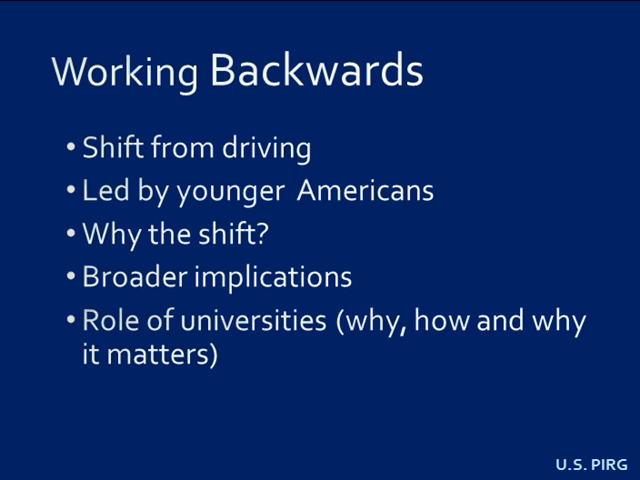 Working Backwards
• Shift from driving
• Led by younger Americans
• Why the shift?
• Broader implications
• Role of universities (why, how and why
it matters)
U.S. PIRG